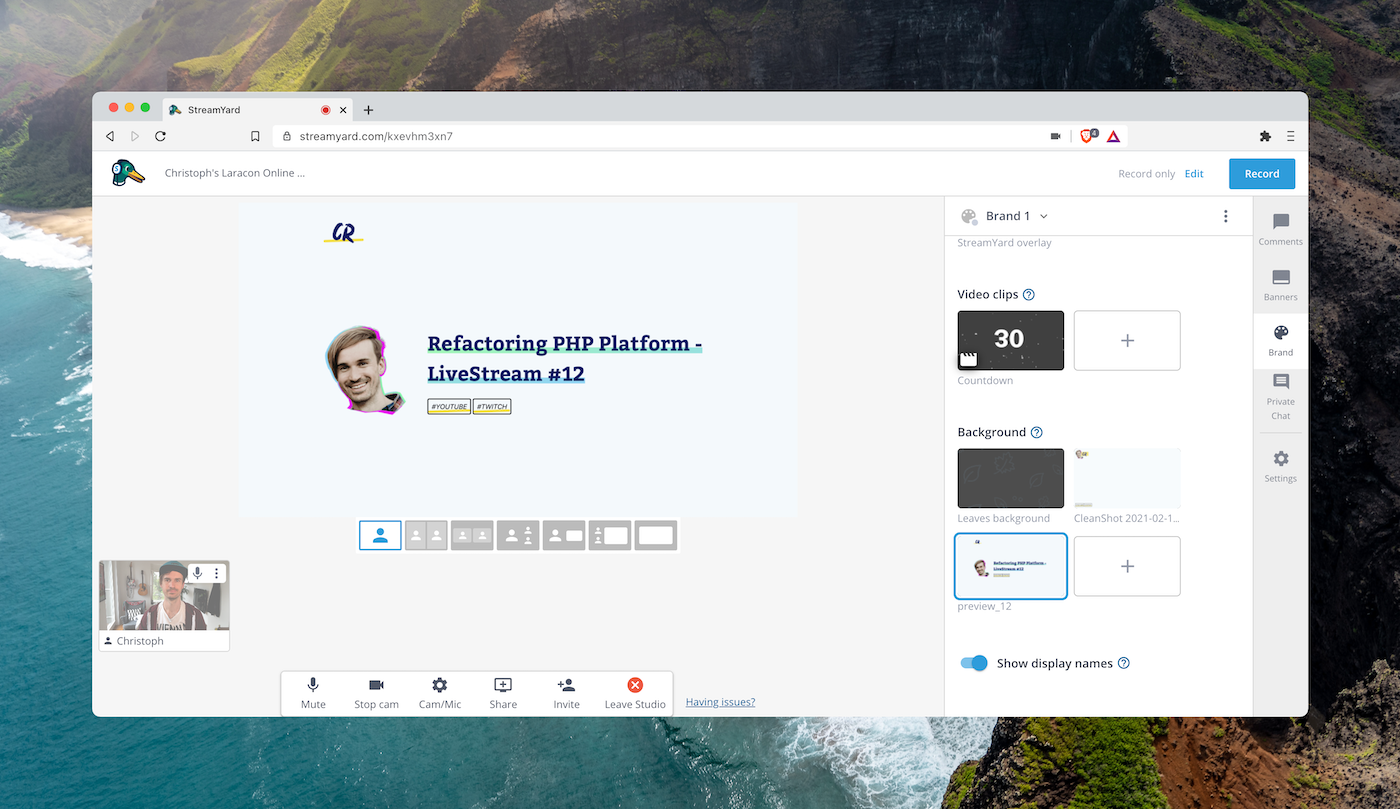 StreamYard
streamyard.com/kxevhm3xn7
4
Christoph's Laracon Online ...
Record only
Edit
Record
CR
Refactoring PHP Platform -
LiveStream #12
#YOUTUBE #TWITCH
Christoph
Mute
Stop cam
Cam/Mic
Share
Invite
Leave Studio
Having issues?
Brand 1
StreamYard overlay
Video clips
30
Countdown
Background
Leaves background
CleanShot 2021-02-1...
Refactoring PHP Platform -
LiveStream #12
preview_12
Show display names
Comments
Banners
Brand
Private
Chat
Settings